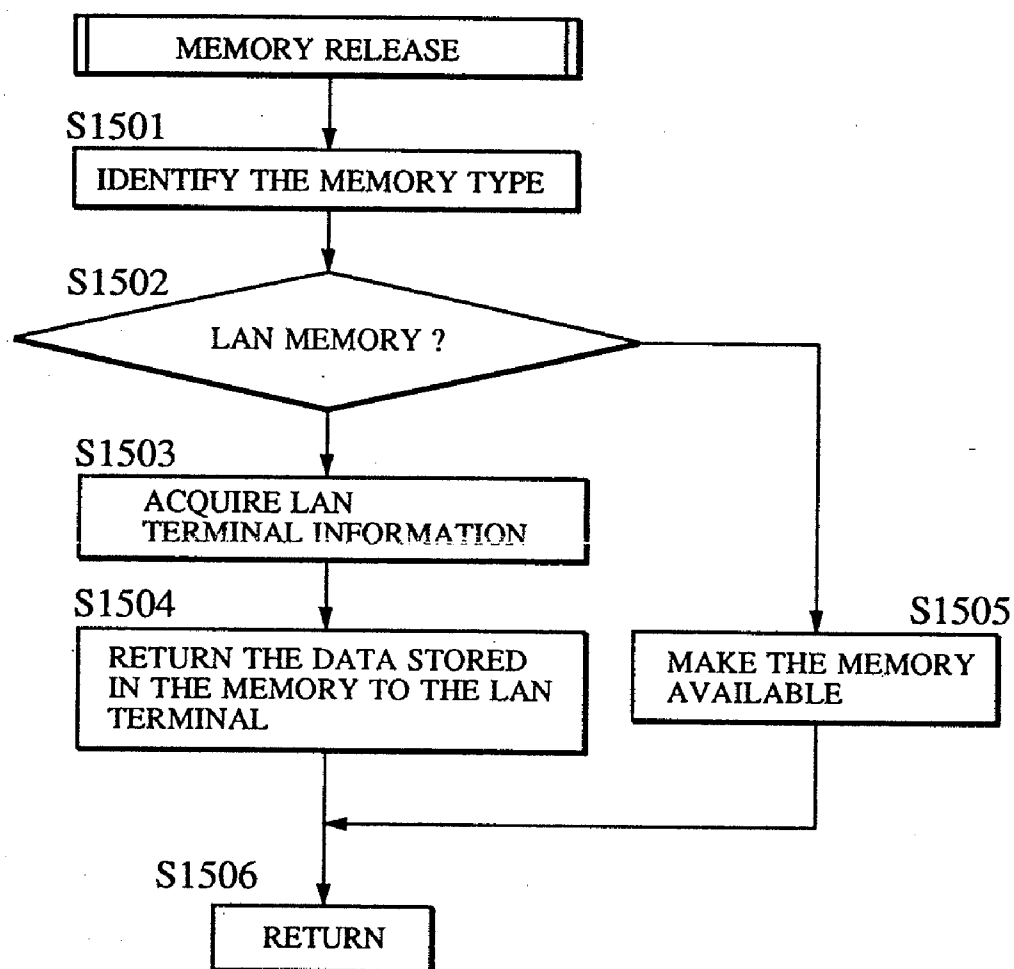 MEMORY RELEASE
S1501
IDENTIFY THE MEMORY TYPE
S1502
LAN MEMORY ?
S1503
ACQUIRE LAN
TERMINAL INFORMATION
S1504
RETURN THE DATA STORED
IN THE MEMORY TO THE LAN
TERMINAL
S1505
MAKE THE MEMORY
AVAILABLE
S1506
RETURN